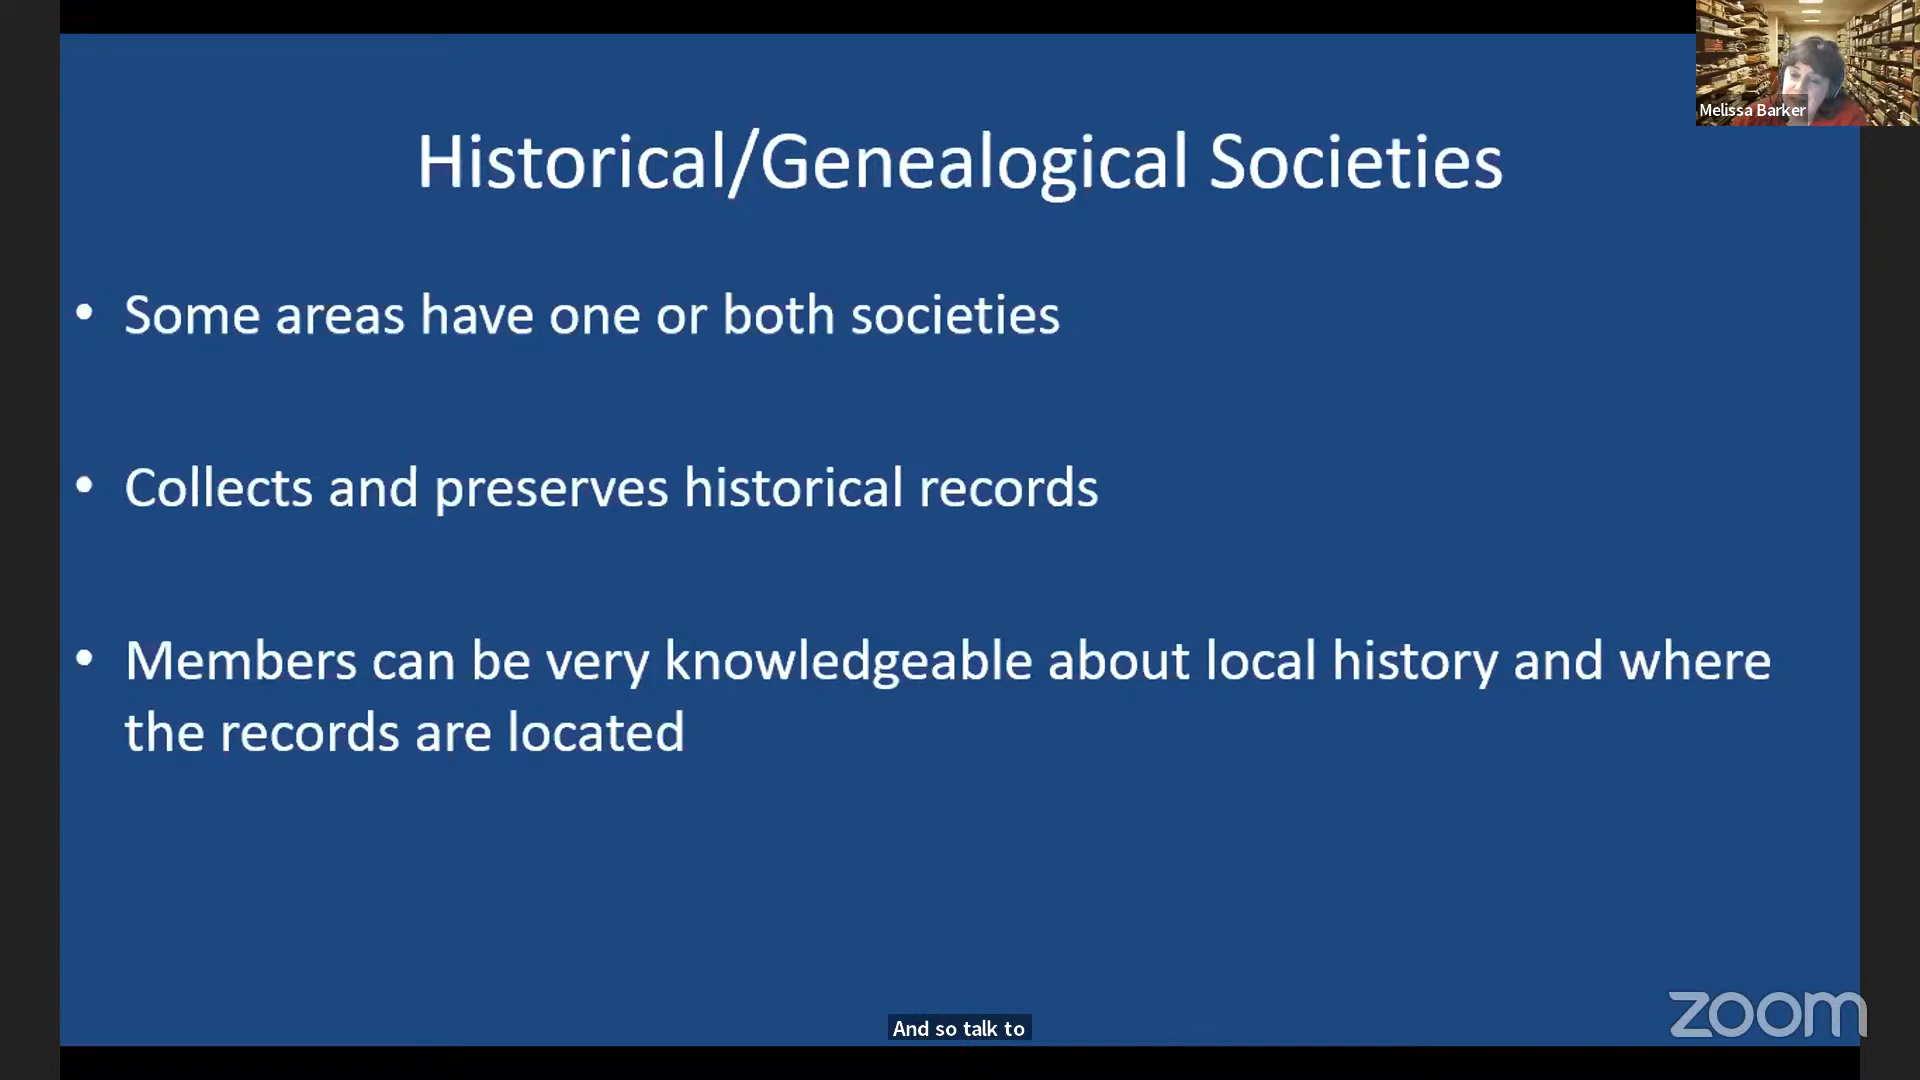 Melissa Barker
Historical/Genealogical Societies
• Some areas have one or both societies
• Collects and preserves historical records
• Members can be very knowledgeable about local history and where
the records are located
And so talk to
zoom